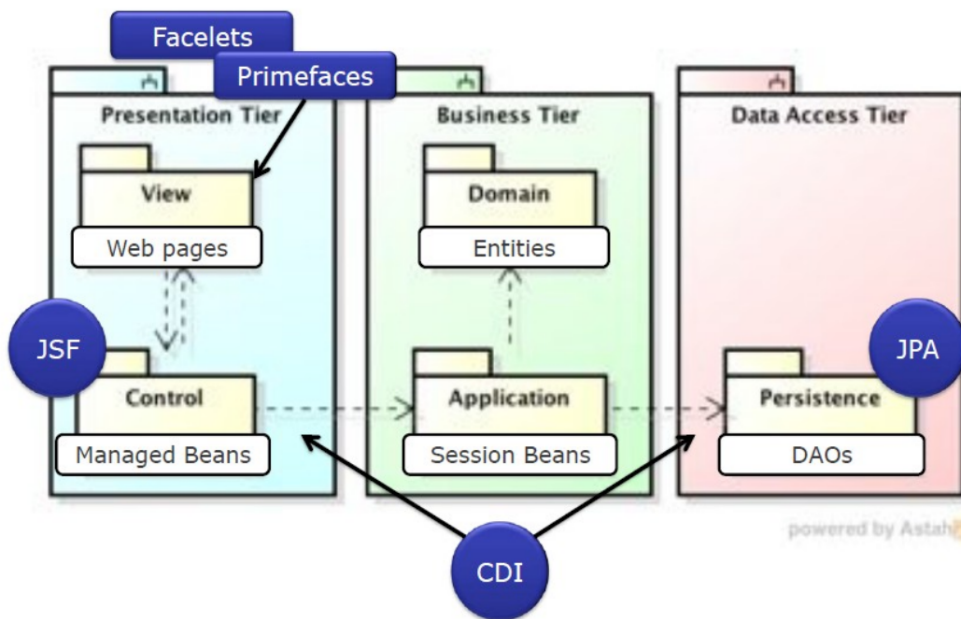 Facelets
Primefaces
Presentation Tier
Business Tier
Data Access Tier
View
Domain
Web pages
Entities
JSF
JPA
Control
Application
Persistence
Managed Beans
Session Beans
DAOs
powered by Astah
CDI